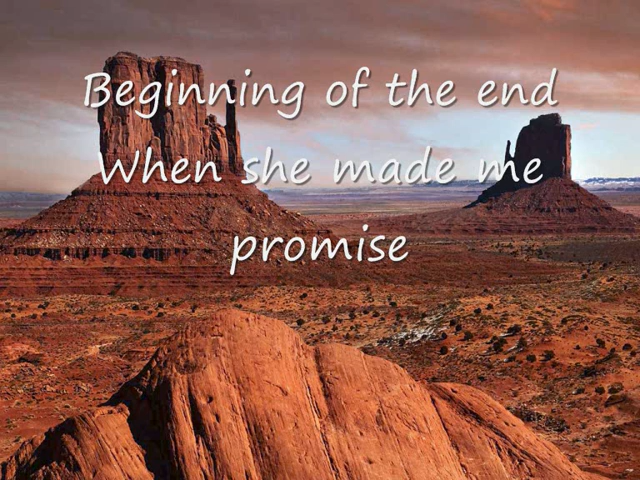 Beginning of the end
When she made me
promise